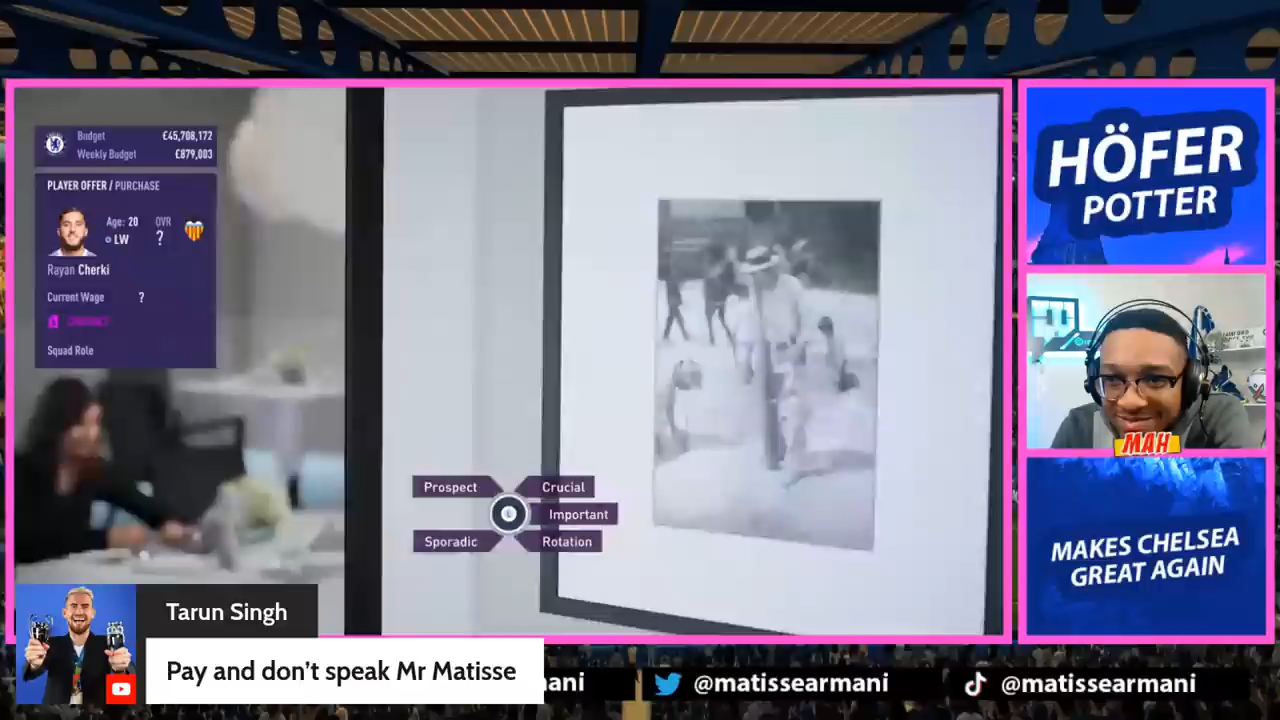 Budget £45,708,172
Weekly Budget £879,003
PLAYER OFFER / PURCHASE
Age: 20 OVR
LW ?
Rayan Cherki
Current Wage ?
CONTRACT
Squad Role
Prospect Crucial
Important
Sporadic Rotation
HÖFER
POTTER
MAH
MAKES CHELSEA
GREAT AGAIN
Tarun Singh
Pay and don't speak Mr Matisse
ani @matissearmani @matissearmani